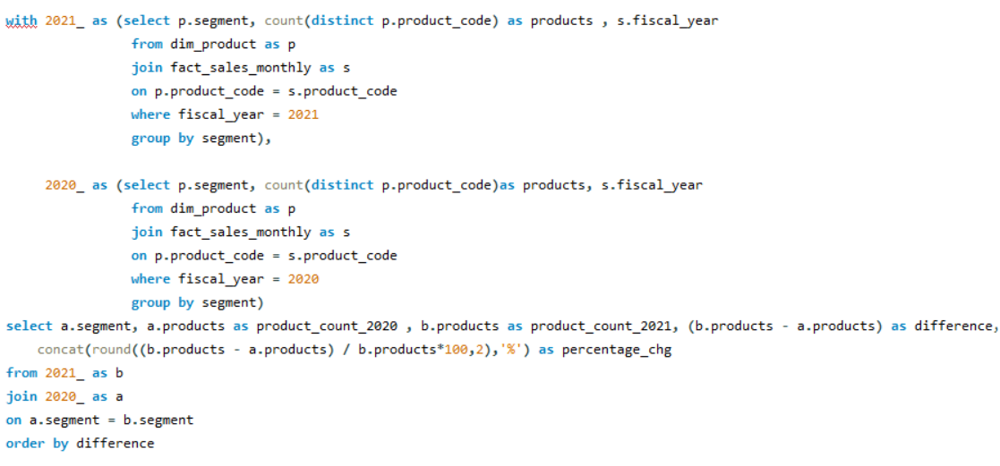 with 2021_ as (select p.segment, count(distinct p.product_code) as products , s.fiscal_year
from dim_product as p
join fact_sales_monthly as s
on p.product_code = s.product_code
where fiscal_year = 2021
group by segment),
2020_ as (select p.segment, count(distinct p.product_code)as products, s.fiscal_year
from dim_product as p
join fact_sales_monthly as s
on p.product_code = s.product_code
where fiscal_year = 2020
group by segment)
select a.segment, a.products as product_count_2020 , b.products as product_count_2021, (b.products - a.products) as difference,
concat(round((b.products - a.products) / b.products*100,2),'%') as percentage_chg
from 2021_ as b
join 2020_ as a
on a.segment = b.segment
order by difference